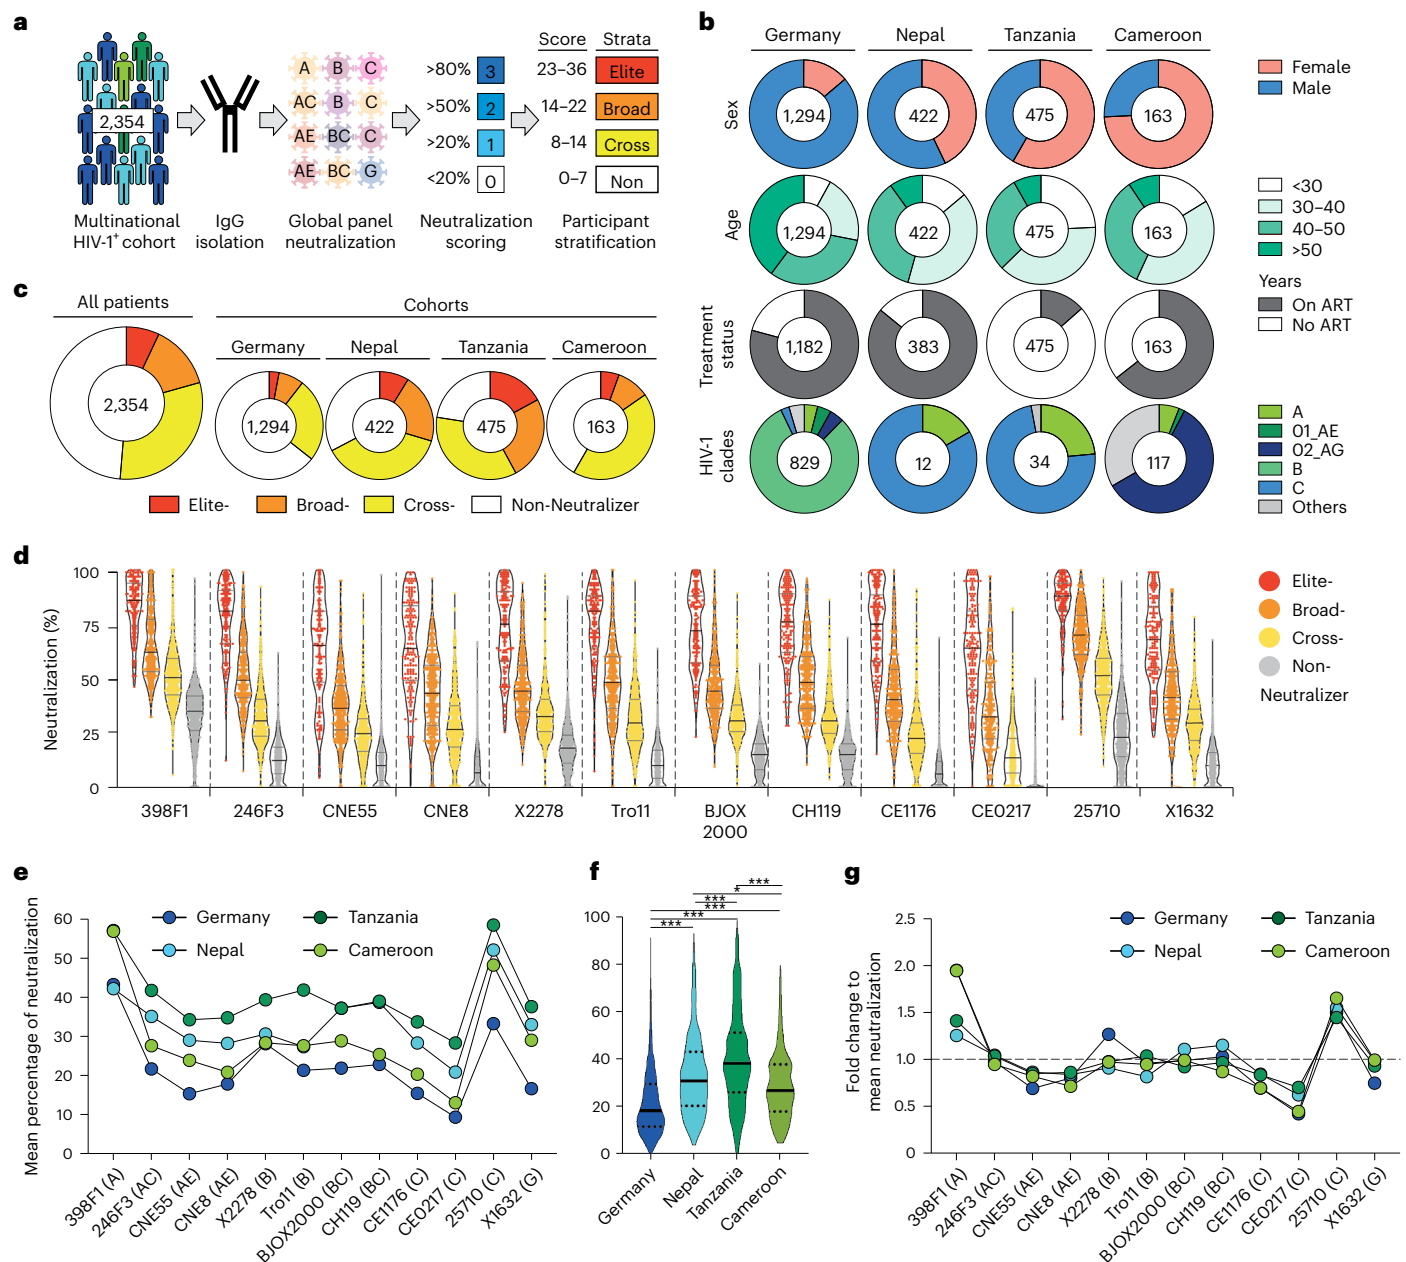 a
2,354
Multinational
HIV-1⁺ cohort
IgG
isolation
A B C
AC B C
AE BC C
AE BC G
Global panel
neutralization
>80% 3
>50% 2
>20% 1
<20% 0
Neutralization
scoring
Score Strata
23–36 Elite
14–22 Broad
8–14 Cross
0–7 Non
Participant
stratification
b
Germany Nepal Tanzania Cameroon
Sex
1,294 422 475 163
Female
Male
Age
1,294 422 475 163
<30
30–40
40–50
>50
Years
Treatment
status
1,182 383 475 163
On ART
No ART
HIV-1
clades
829 12 34 117
A
01_AE
02_AG
B
C
Others
c
All patients
Cohorts
Germany Nepal Tanzania Cameroon
2,354
1,294 422 475 163
Elite- Broad- Cross- Non-Neutralizer
d
Neutralization (%)
100
75
50
25
0
398F1 246F3 CNE55 CNE8 X2278 Tro11 BJOX CH119 CE1176 CE0217 25710 X1632
2000
Elite-
Broad-
Cross-
Non-
Neutralizer
e
Mean percentage of neutralization
60
50
40
30
20
10
0
Germany Tanzania
Nepal Cameroon
398F1 (A)
246F3 (AC)
CNE55 (AE)
CNE8 (AE)
X2278 (B)
Tro11 (B)
BJOX2000 (BC)
CH119 (BC)
CE1176 (C)
CE0217 (C)
25710 (C)
X1632 (G)
f
***
*
***
***
***
***
100
80
60
40
20
0
Germany
Nepal
Tanzania
Cameroon
g
Fold change to
mean neutralization
2.5
2.0
1.5
1.0
0.5
0
Germany Tanzania
Nepal Cameroon
398F1 (A)
246F3 (AC)
CNE55 (AE)
CNE8 (AE)
X2278 (B)
Tro11 (B)
BJOX2000 (BC)
CH119 (BC)
CE1176 (C)
CE0217 (C)
25710 (C)
X1632 (G)